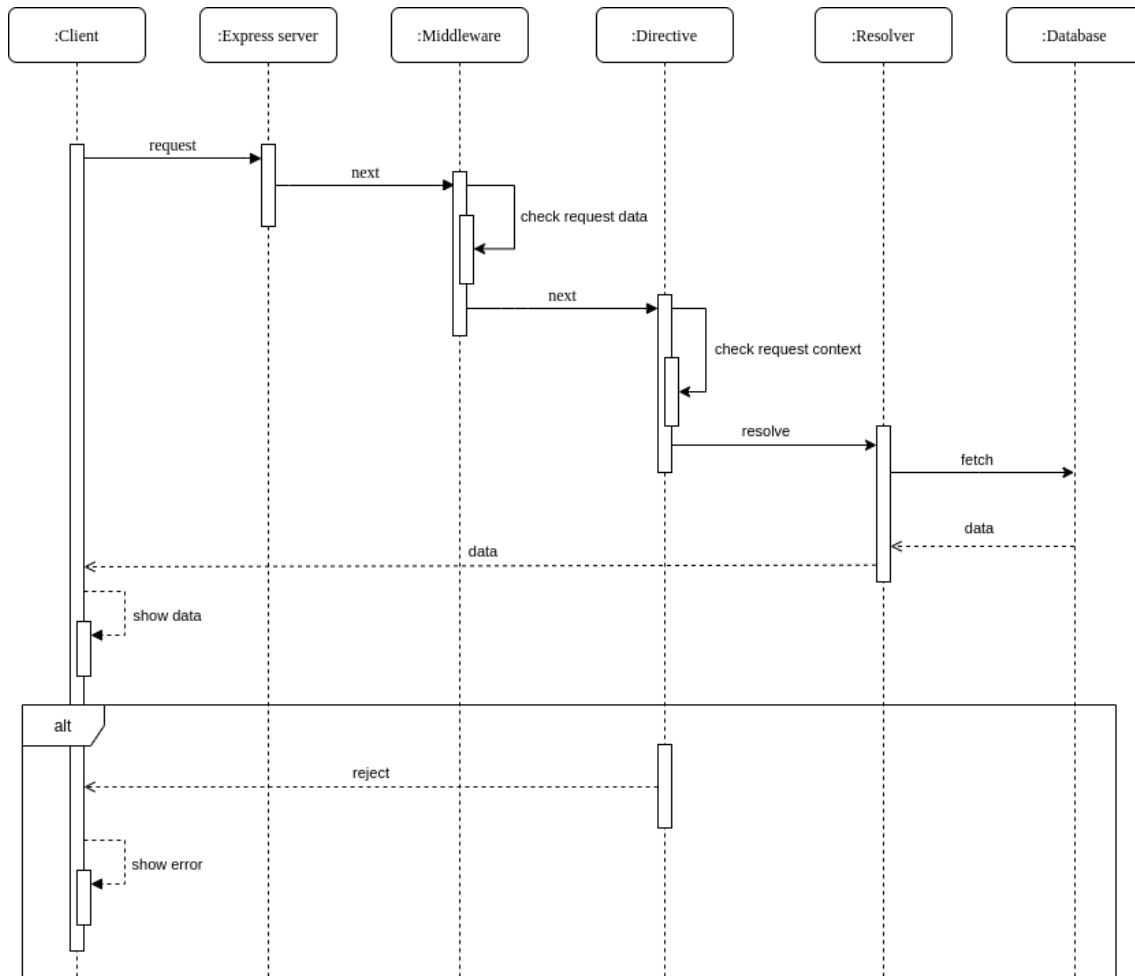 :Client
:Express server
:Middleware
:Directive
:Resolver
:Database
request
next
check request data
next
check request context
resolve
fetch
data
data
show data
alt
reject
show error